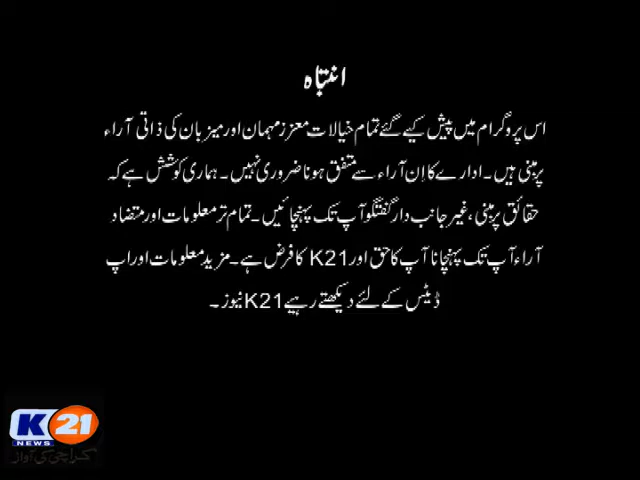 انتباہ
اس پروگرام میں پیش کیے گئے تمام خیالات معزز مہمان اور میزبان کی ذاتی آراء
پر مبنی ہیں۔ ادارے کا اِن آراء سے متفق ہونا ضروری نہیں۔ ہماری کوشش ہے کہ
حقائق پر مبنی، غیر جانب دار گفتگو آپ تک پہنچائیں۔ تمام تر معلومات اور متضاد
آراء آپ تک پہنچانا آپ کا حق اور K21 کا فرض ہے۔ مزید معلومات اور اپ
ڈیٹس کے لئے دیکھتے رہیے K21 نیوز۔
K21
NEWS
کراچی کی آواز